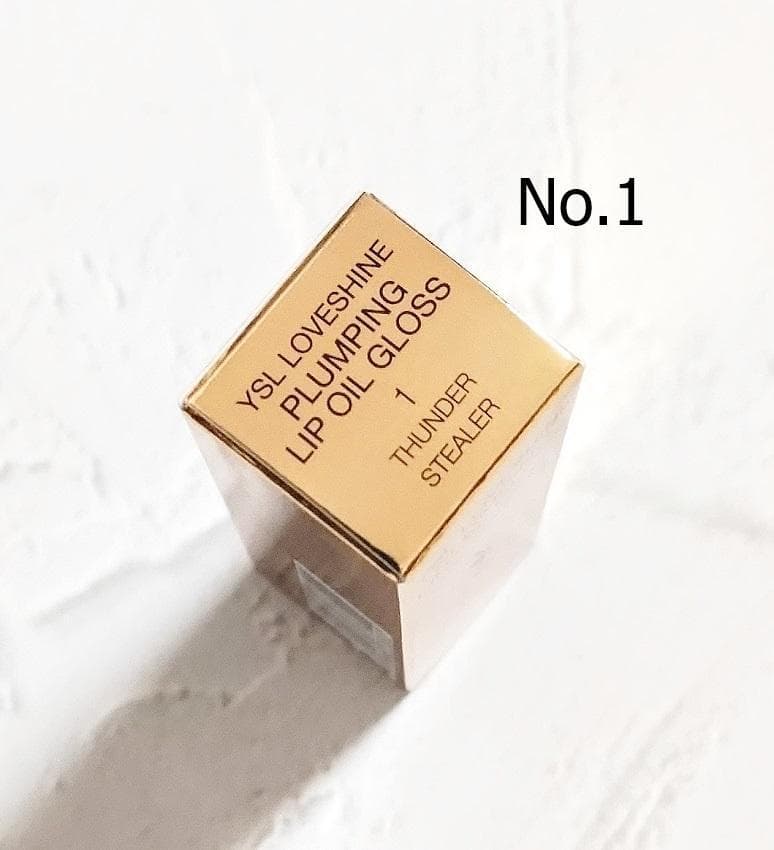 No.1
YSL LOVESHINE
PLUMPING
LIP OIL GLOSS
1
THUNDER
STEALER